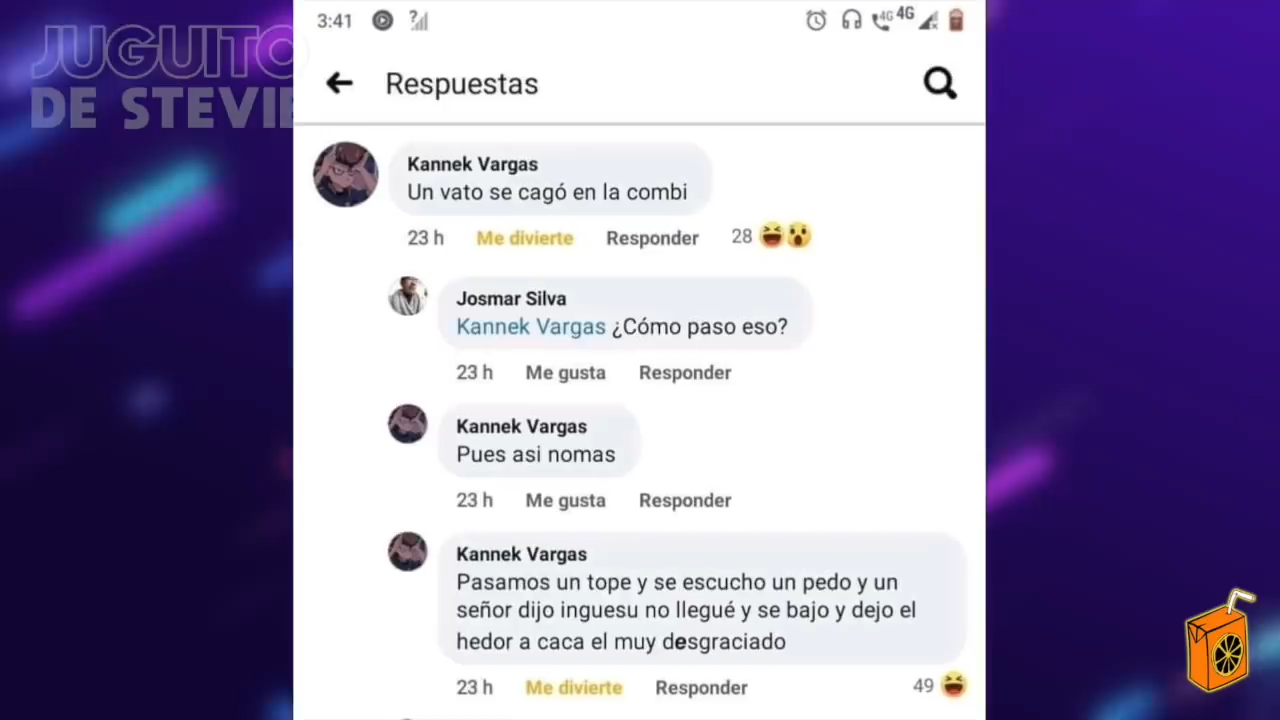 3:41
?
4G
4G
JUGUITO
DE STEVIE
Respuestas
Kannek Vargas
Un vato se cagó en la combi
23 h Me divierte Responder 28
Josmar Silva
Kannek Vargas ¿Cómo paso eso?
23 h Me gusta Responder
Kannek Vargas
Pues asi nomas
23 h Me gusta Responder
Kannek Vargas
Pasamos un tope y se escucho un pedo y un
señor dijo inguesu no llegué y se bajo y dejo el
hedor a caca el muy desgraciado
23 h Me divierte Responder 49